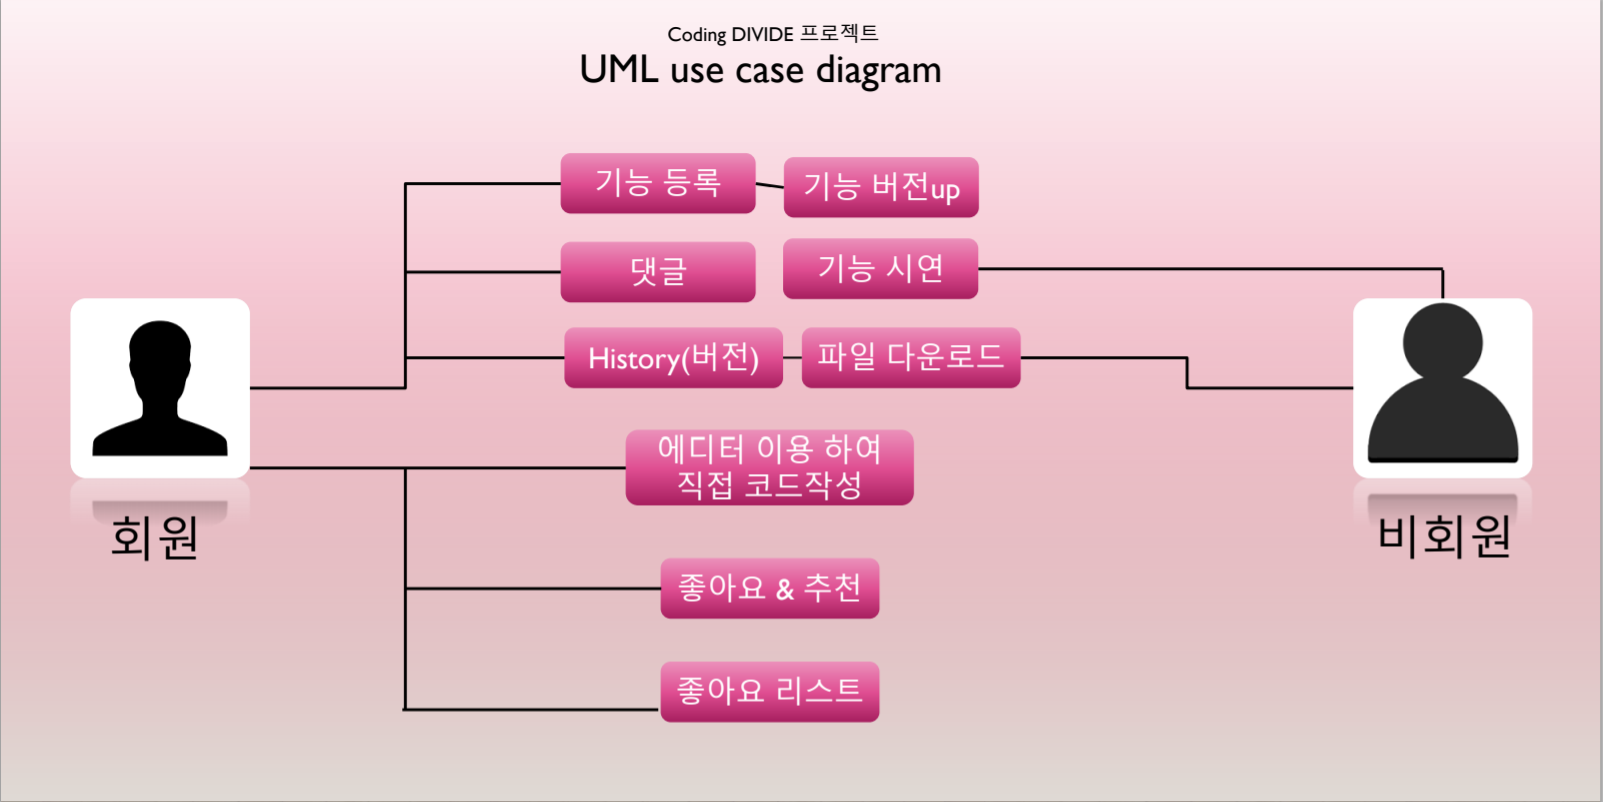 Coding DIVIDE 프로젝트
UML use case diagram
기능 등록
기능 버전up
댓글
기능 시연
History(버전)
파일 다운로드
에디터 이용 하여
직접 코드작성
회원
비회원
좋아요 & 추천
좋아요 리스트